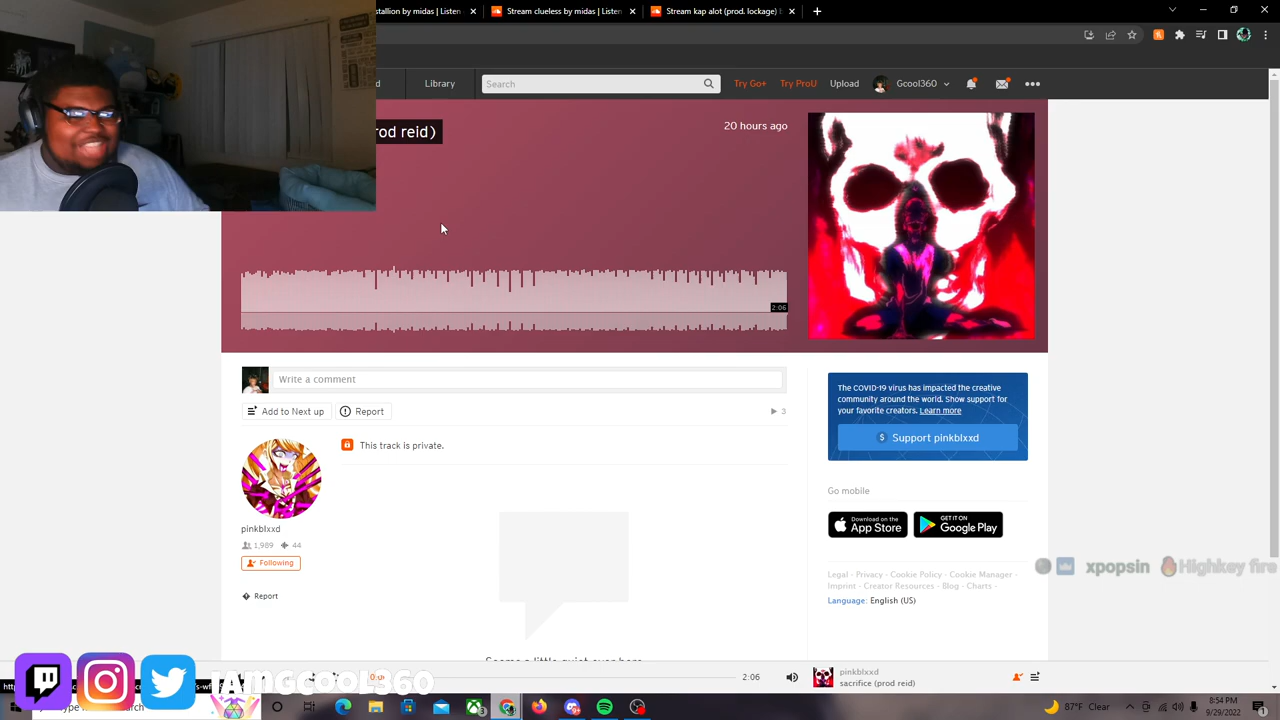 stallion by midas | Listen
Stream clueless by midas | Listen
Stream kap alot (prod. lockage) b
Library
Search
Try Go+
Try Pro
Upload
Gcool360
rod reid)
20 hours ago
2:06
Write a comment
Add to Next up
Report
3
This track is private.
The COVID-19 virus has impacted the creative
community around the world. Show support for
your favorite creators. Learn more
Support pinkblxxd
Go mobile
Download on the
App Store
GET IT ON
Google Play
pinkblxxd
1,989
44
Following
Report
xpopsin
Highkey fire
Legal - Privacy - Cookie Policy - Cookie Manager -
Imprint - Creator Resources - Blog - Charts -
Language: English (US)
2:06
pinkblxxd
sacrifice (prod reid)
IAMGCOOL360
87°F Clear
8:54 PM
9/29/2022